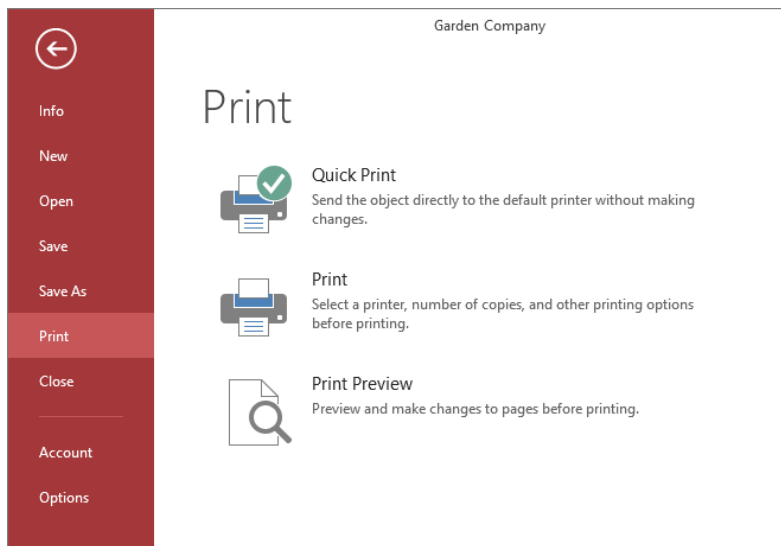 Garden Company
Info
New
Open
Save
Save As
Print
Close
Account
Options
Print
Quick Print
Send the object directly to the default printer without making
changes.
Print
Select a printer, number of copies, and other printing options
before printing.
Print Preview
Preview and make changes to pages before printing.